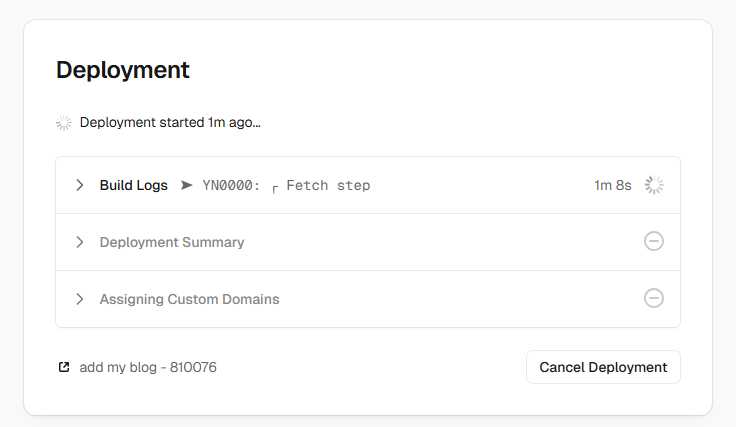 Deployment
Deployment started 1m ago...
Build Logs ➤ YN0000: ┌ Fetch step 1m 8s
Deployment Summary
Assigning Custom Domains
add my blog - 810076 Cancel Deployment